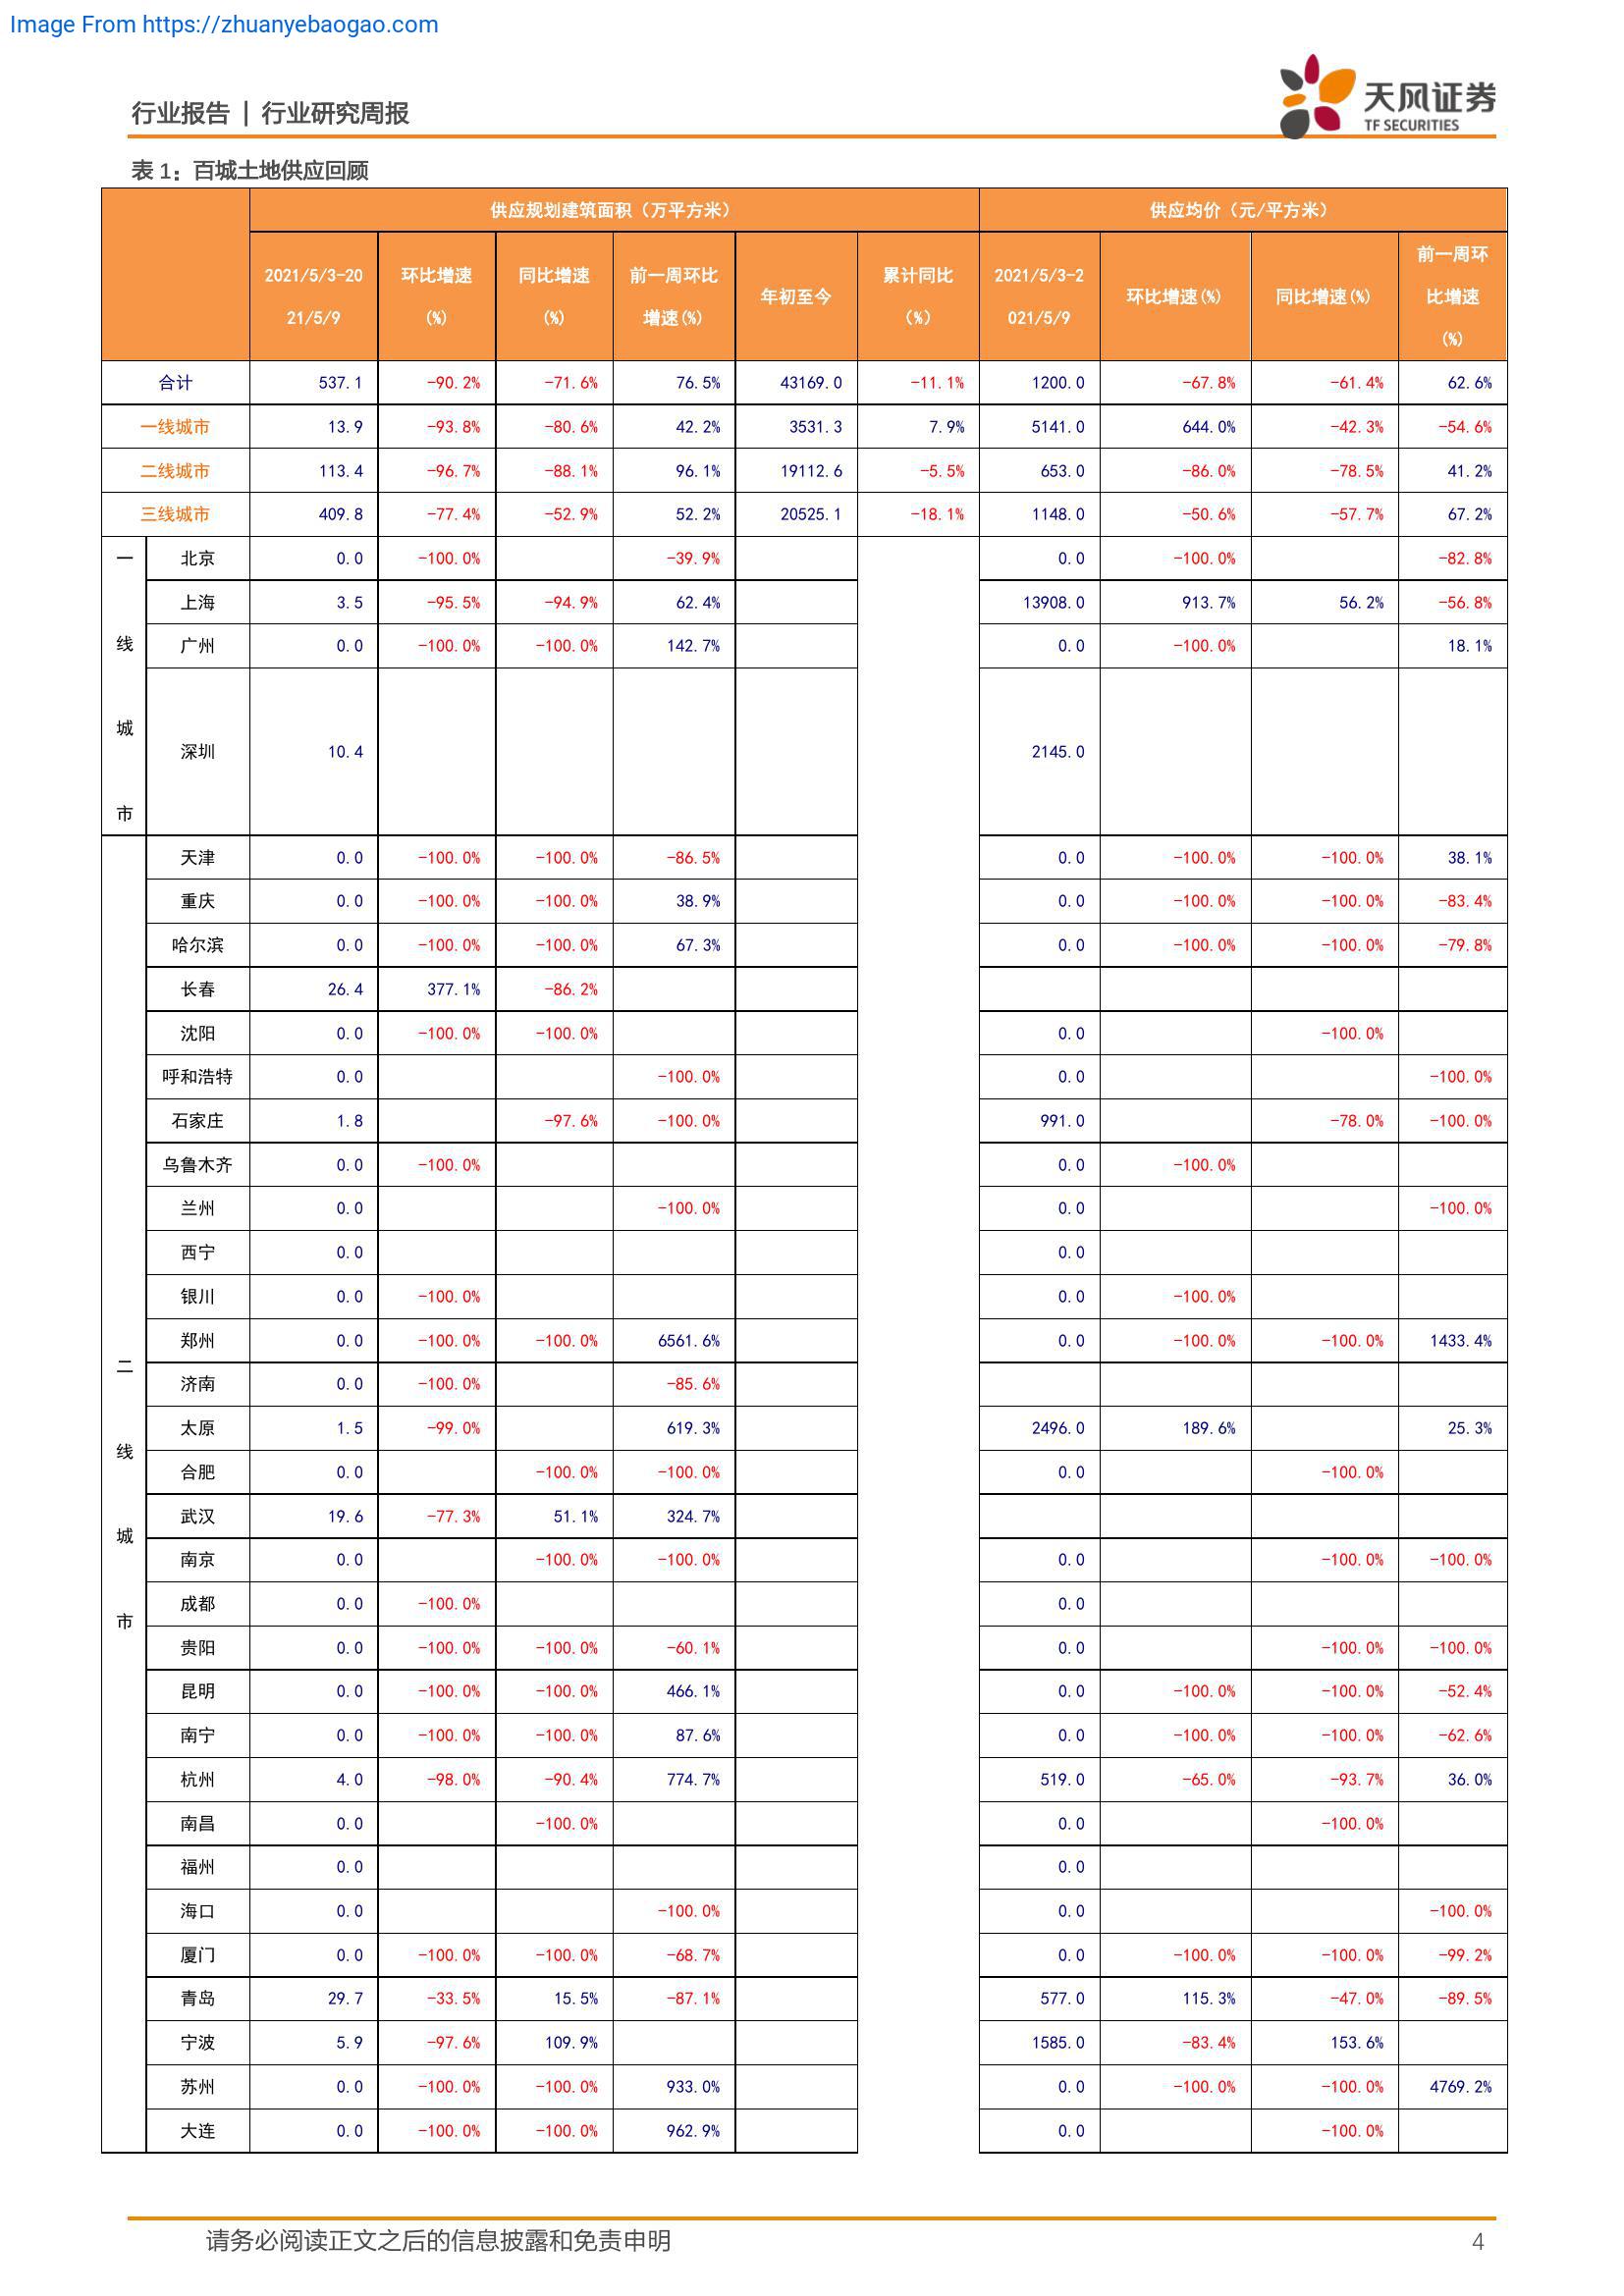 Image From https://zhuanyebaogao.com
行业报告 | 行业研究周报
天风证券
TF SECURITIES
表 1：百城土地供应回顾
供应规划建筑面积（万平方米） 供应均价（元/平方米）
2021/5/3-2021/5/9 环比增速(%) 同比增速(%) 前一周环比增速(%) 年初至今 累计同比（%） 2021/5/3-2021/5/9 环比增速(%) 同比增速(%) 前一周环比增速(%)
合计 537.1 -90.2% -71.6% 76.5% 43169.0 -11.1% 1200.0 -67.8% -61.4% 62.6%
一线城市 13.9 -93.8% -80.6% 42.2% 3531.3 7.9% 5141.0 644.0% -42.3% -54.6%
二线城市 113.4 -96.7% -88.1% 96.1% 19112.6 -5.5% 653.0 -86.0% -78.5% 41.2%
三线城市 409.8 -77.4% -52.9% 52.2% 20525.1 -18.1% 1148.0 -50.6% -57.7% 67.2%
一线城市
北京 0.0 -100.0% -39.9% 0.0 -100.0% -82.8%
上海 3.5 -95.5% -94.9% 62.4% 13908.0 913.7% 56.2% -56.8%
广州 0.0 -100.0% -100.0% 142.7% 0.0 -100.0% 18.1%
深圳 10.4 2145.0
二线城市
天津 0.0 -100.0% -100.0% -86.5% 0.0 -100.0% -100.0% 38.1%
重庆 0.0 -100.0% -100.0% 38.9% 0.0 -100.0% -100.0% -83.4%
哈尔滨 0.0 -100.0% -100.0% 67.3% 0.0 -100.0% -100.0% -79.8%
长春 26.4 377.1% -86.2%
沈阳 0.0 -100.0% -100.0% 0.0 -100.0%
呼和浩特 0.0 -100.0% 0.0 -100.0%
石家庄 1.8 -97.6% -100.0% 991.0 -78.0% -100.0%
乌鲁木齐 0.0 -100.0% 0.0 -100.0%
兰州 0.0 -100.0% 0.0 -100.0%
西宁 0.0 0.0
银川 0.0 -100.0% 0.0 -100.0%
郑州 0.0 -100.0% -100.0% 6561.6% 0.0 -100.0% -100.0% 1433.4%
济南 0.0 -100.0% -85.6%
太原 1.5 -99.0% 619.3% 2496.0 189.6% 25.3%
合肥 0.0 -100.0% -100.0% 0.0 -100.0%
武汉 19.6 -77.3% 51.1% 324.7%
南京 0.0 -100.0% -100.0% 0.0 -100.0% -100.0%
成都 0.0 -100.0% 0.0
贵阳 0.0 -100.0% -100.0% -60.1% 0.0 -100.0% -100.0%
昆明 0.0 -100.0% -100.0% 466.1% 0.0 -100.0% -100.0% -52.4%
南宁 0.0 -100.0% -100.0% 87.6% 0.0 -100.0% -100.0% -62.6%
杭州 4.0 -98.0% -90.4% 774.7% 519.0 -65.0% -93.7% 36.0%
南昌 0.0 -100.0% 0.0 -100.0%
福州 0.0 0.0
海口 0.0 -100.0% 0.0 -100.0%
厦门 0.0 -100.0% -100.0% -68.7% 0.0 -100.0% -100.0% -99.2%
青岛 29.7 -33.5% 15.5% -87.1% 577.0 115.3% -47.0% -89.5%
宁波 5.9 -97.6% 109.9% 1585.0 -83.4% 153.6%
苏州 0.0 -100.0% -100.0% 933.0% 0.0 -100.0% -100.0% 4769.2%
大连 0.0 -100.0% -100.0% 962.9% 0.0 -100.0%
请务必阅读正文之后的信息披露和免责申明 4